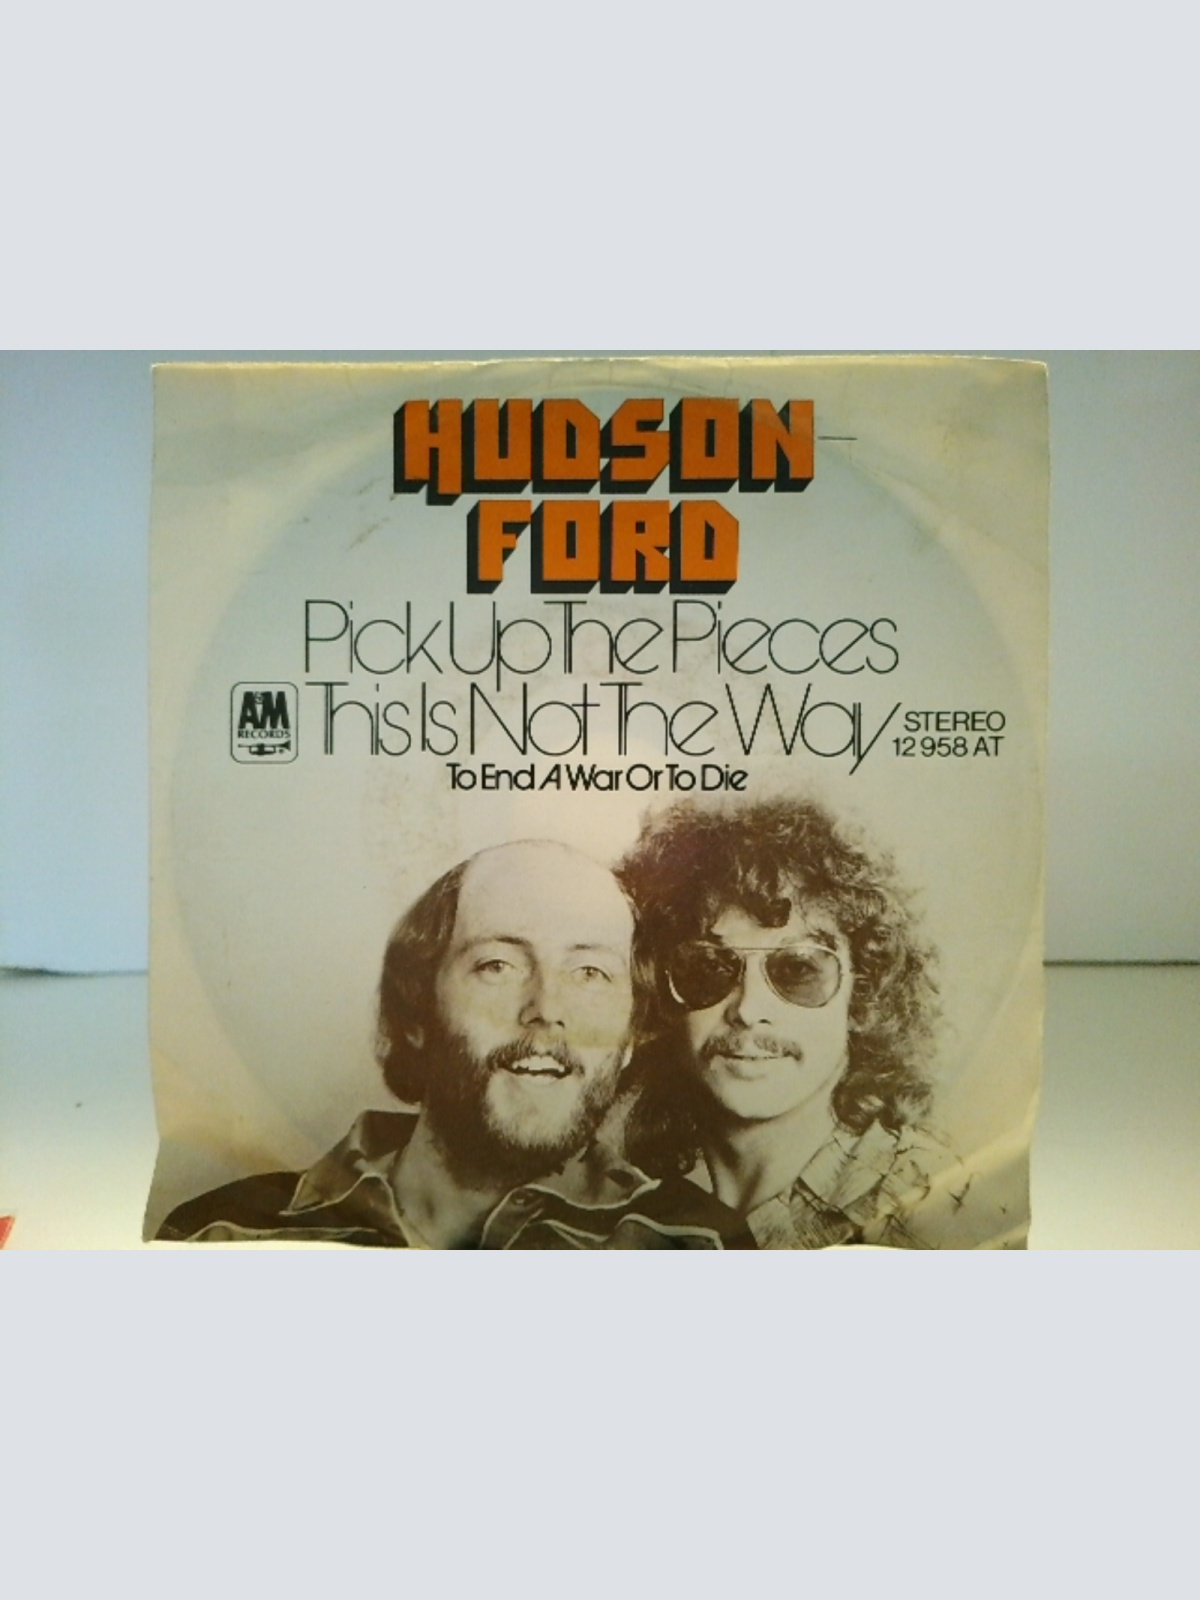 HUDSON
FORD
Pick Up The Pieces
This Is Not The Way
To End A War Or To Die
A&M
RECORDS
STEREO
12 958 AT